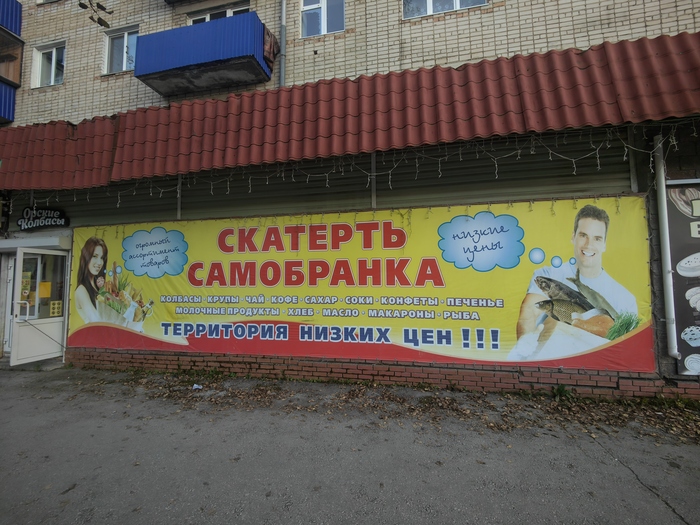 Орские
Колбасы
огромный
ассортимент
товаров
СКАТЕРТЬ
САМОБРАНКА
низкие
цены
КОЛБАСЫ · КРУПЫ · ЧАЙ · КОФЕ · САХАР · СОКИ · КОНФЕТЫ · ПЕЧЕНЬЕ
МОЛОЧНЫЕ ПРОДУКТЫ · ХЛЕБ · МАСЛО · МАКАРОНЫ · РЫБА
ТЕРРИТОРИЯ НИЗКИХ ЦЕН !!!